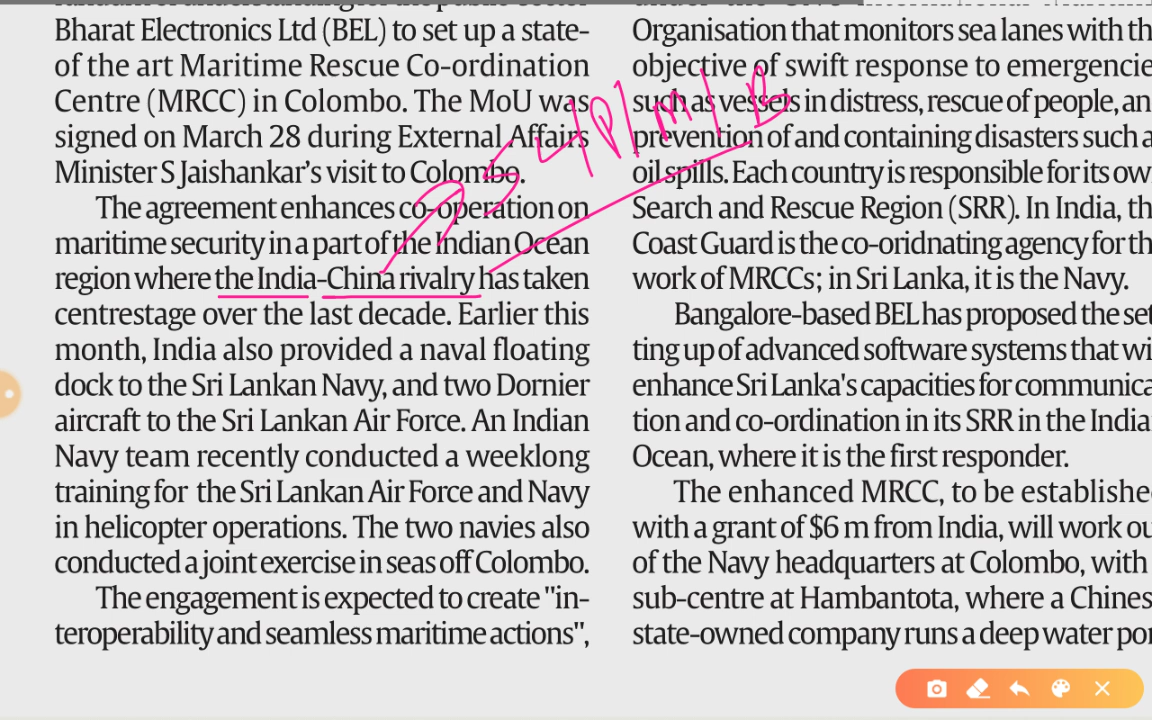 Bharat Electronics Ltd (BEL) to set up a state-
of the art Maritime Rescue Co-ordination
Centre (MRCC) in Colombo. The MoU was
signed on March 28 during External Affairs
Minister S Jaishankar's visit to Colombo.
The agreement enhances co-operation on
maritime security in a part of the Indian Ocean
region where the India-China rivalry has taken
centrestage over the last decade. Earlier this
month, India also provided a naval floating
dock to the Sri Lankan Navy, and two Dornier
aircraft to the Sri Lankan Air Force. An Indian
Navy team recently conducted a weeklong
training for the Sri Lankan Air Force and Navy
in helicopter operations. The two navies also
conducted a joint exercise in seas off Colombo.
The engagement is expected to create "in-
teroperability and seamless maritime actions",
Organisation that monitors sea lanes with th
objective of swift response to emergencie
such as vessels in distress, rescue of people, an
prevention of and containing disasters such a
oil spills. Each country is responsible for its ow
Search and Rescue Region (SRR). In India, th
Coast Guard is the co-oridnating agency for th
work of MRCCs; in Sri Lanka, it is the Navy.
Bangalore-based BEL has proposed the set
ting up of advanced software systems that wi
enhance Sri Lanka's capacities for communica
tion and co-ordination in its SRR in the India
Ocean, where it is the first responder.
The enhanced MRCC, to be establishe
with a grant of $6 m from India, will work ou
of the Navy headquarters at Colombo, with
sub-centre at Hambantota, where a Chines
state-owned company runs a deep water por